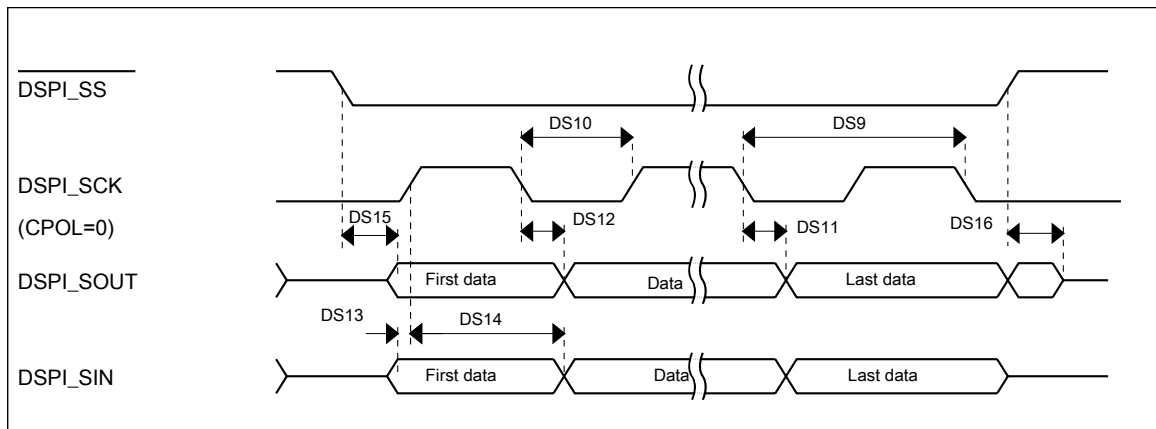 DSPI_SS
DS10
DS9
DSPI_SCK
(CPOL=0)
DS15
DS12
DS11
DS16
DSPI_SOUT
First data
Data
Last data
DS13
DS14
DSPI_SIN
First data
Data
Last data